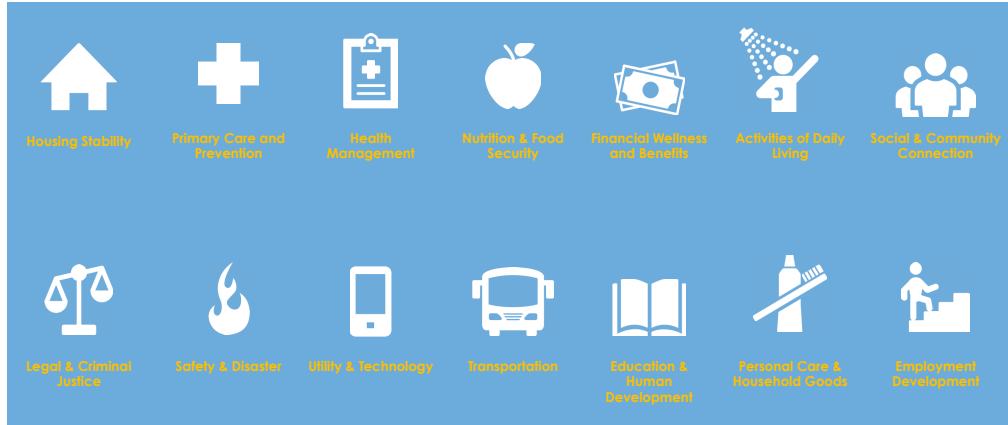 Housing Stability
Primary Care and
Prevention
Health
Management
Nutrition & Food
Security
Financial Wellness
and Benefits
Activities of Daily
Living
Social & Community
Connection
Legal & Criminal
Justice
Safety & Disaster
Utility & Technology
Transportation
Education &
Human
Development
Personal Care &
Household Goods
Employment
Development